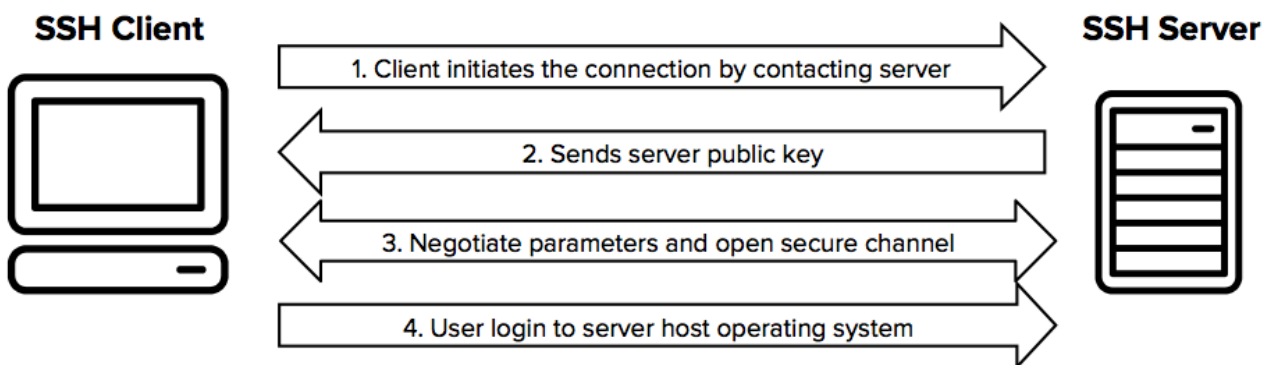 SSH Client
SSH Server
1. Client initiates the connection by contacting server
2. Sends server public key
3. Negotiate parameters and open secure channel
4. User login to server host operating system